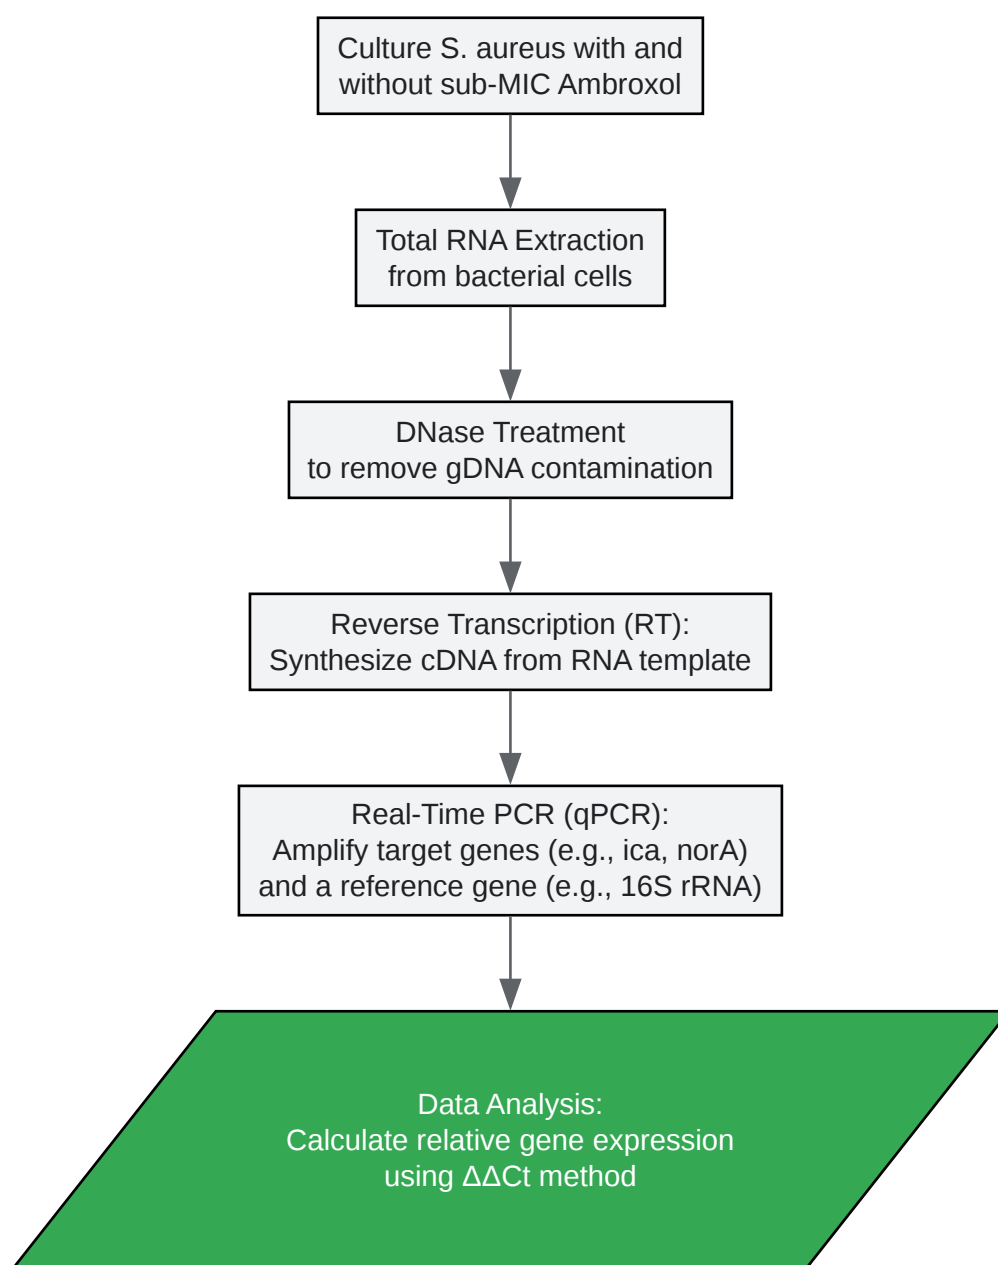 Culture S. aureus with and
without sub-MIC Ambroxol
Total RNA Extraction
from bacterial cells
DNase Treatment
to remove gDNA contamination
Reverse Transcription (RT):
Synthesize cDNA from RNA template
Real-Time PCR (qPCR):
Amplify target genes (e.g., ica, norA)
and a reference gene (e.g., 16S rRNA)
Data Analysis:
Calculate relative gene expression
using ΔΔCt method